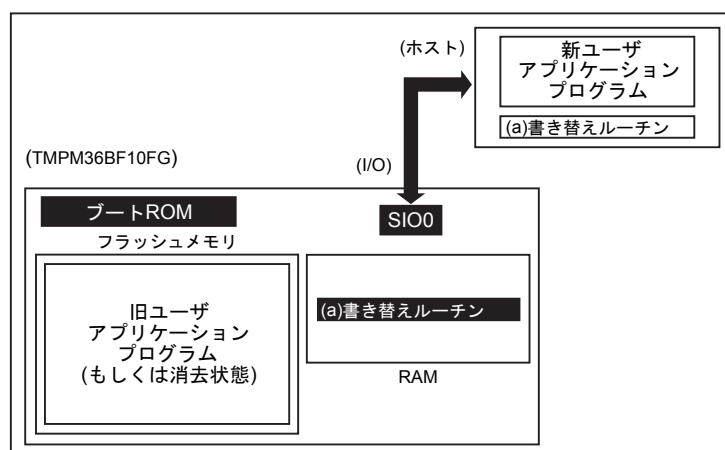 (ホスト)
新ユーザ
アプリケーション
プログラム
(a)書き替えルーチン
(TMPM36BF10FG)
(I/O)
ブートROM
SIO0
フラッシュメモリ
旧ユーザ
アプリケーション
プログラム
(もしくは消去状態)
(a)書き替えルーチン
RAM